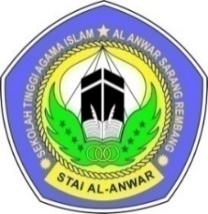 SEKOLAH TINGGI AGAMA ISLAM ★ AL ANWAR SARANG REMBANG
STAI AL-ANWAR